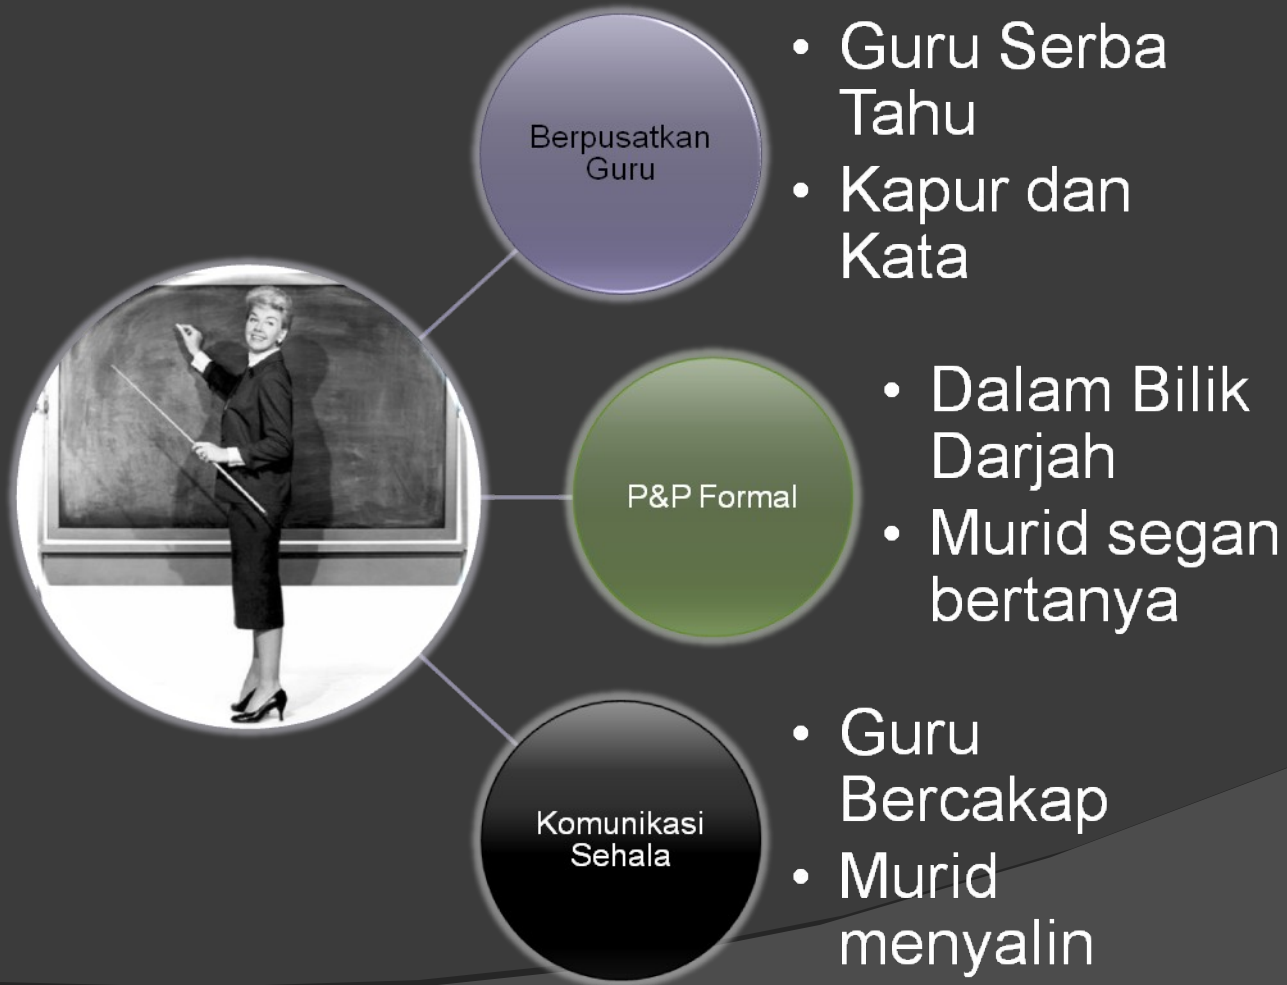 Berpusatkan
Guru
• Guru Serba
Tahu
• Kapur dan
Kata
P&P Formal
• Dalam Bilik
Darjah
• Murid segan
bertanya
Komunikasi
Sehala
• Guru
Bercakap
• Murid
menyalin